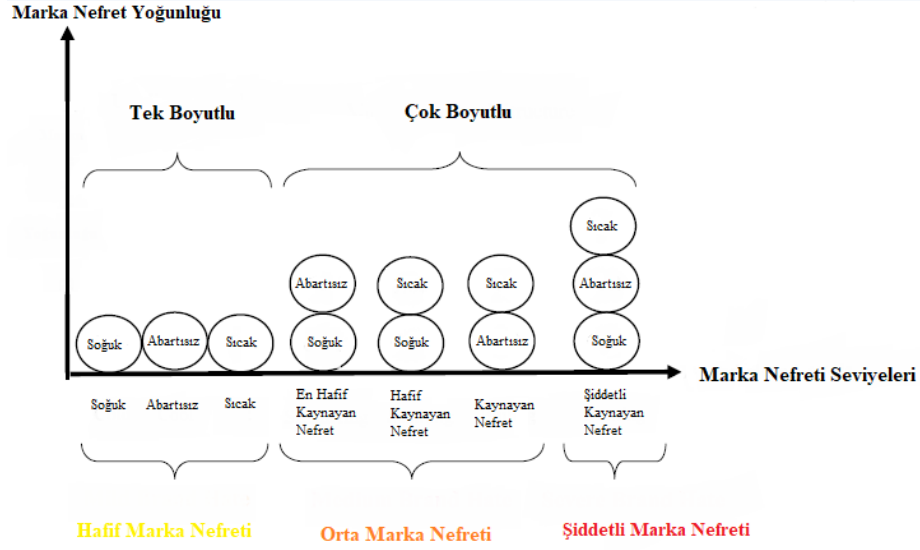 Marka Nefret Yoğunluğu
Tek Boyutlu
Çok Boyutlu
Sıcak
Abartısız
Sıcak
Sıcak
Abartısız
Soğuk
Abartısız
Sıcak
Soğuk
Soğuk
Abartısız
Soğuk
Marka Nefreti Seviyeleri
Soğuk
Abartısız
Sıcak
En Hafif
Kaynayan
Nefret
Hafif
Kaynayan
Nefret
Kaynayan
Nefret
Şiddetli
Kaynayan
Nefret
Hafif Marka Nefreti
Orta Marka Nefreti
Şiddetli Marka Nefreti